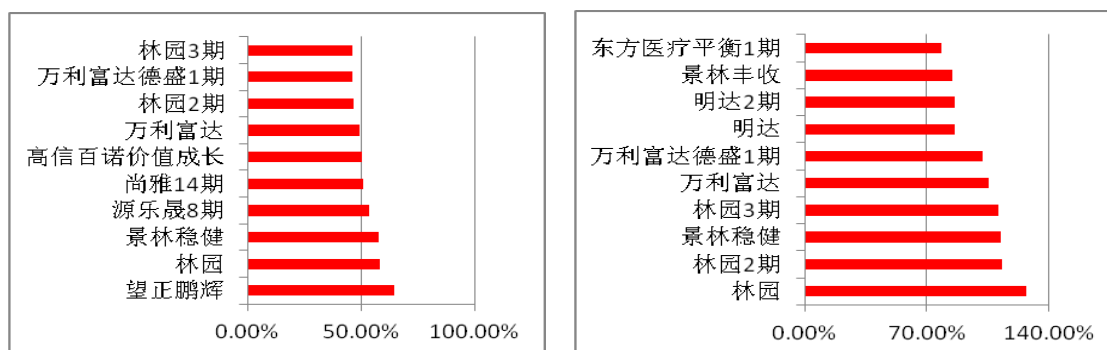 林园3期
万利富达德盛1期
林园2期
万利富达
高信百诺价值成长
尚雅14期
源乐晟8期
景林稳健
林园
望正鹏辉
0.00% 50.00% 100.00%
东方医疗平衡1期
景林丰收
明达2期
明达
万利富达德盛1期
万利富达
林园3期
景林稳健
林园2期
林园
0.00% 70.00% 140.00%